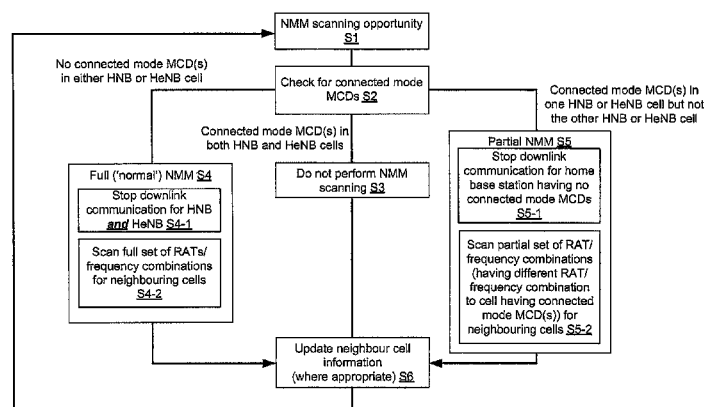 NMM scanning opportunity
S1
No connected mode MCD(s)
in either HNB or HeNB cell
Check for connected mode
MCDs S2
Connected mode MCD(s) in
one HNB or HeNB cell but not
the other HNB or HeNB cell
Connected mode MCD(s) in
both HNB and HeNB cells
Full ('normal') NMM S4
Stop downlink
communication for HNB
and HeNB S4-1
Scan full set of RATs/
frequency combinations
for neighbouring cells
S4-2
Do not perform NMM
scanning S3
Partial NMM S5
Stop downlink
communication for home
base station having no
connected mode MCDs
S5-1
Scan partial set of RAT/
frequency combinations
(having different RAT/
frequency combination
to cell having connected
mode MCD(s)) for
neighbouring cells S5-2
Update neighbour cell
information
(where appropriate) S6